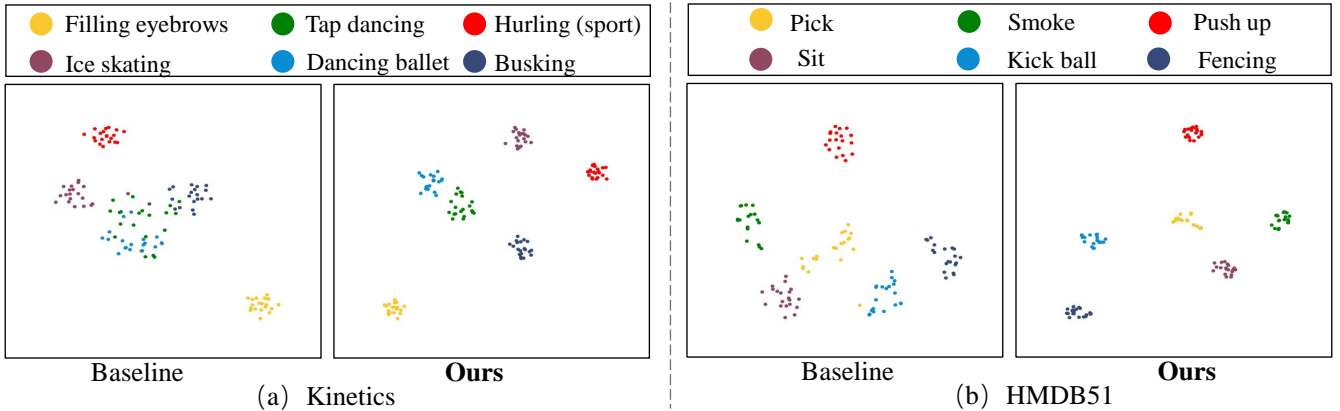 Filling eyebrows Tap dancing Hurling (sport)
Ice skating Dancing ballet Busking
Baseline Ours
(a) Kinetics
Pick Smoke Push up
Sit Kick ball Fencing
Baseline Ours
(b) HMDB51